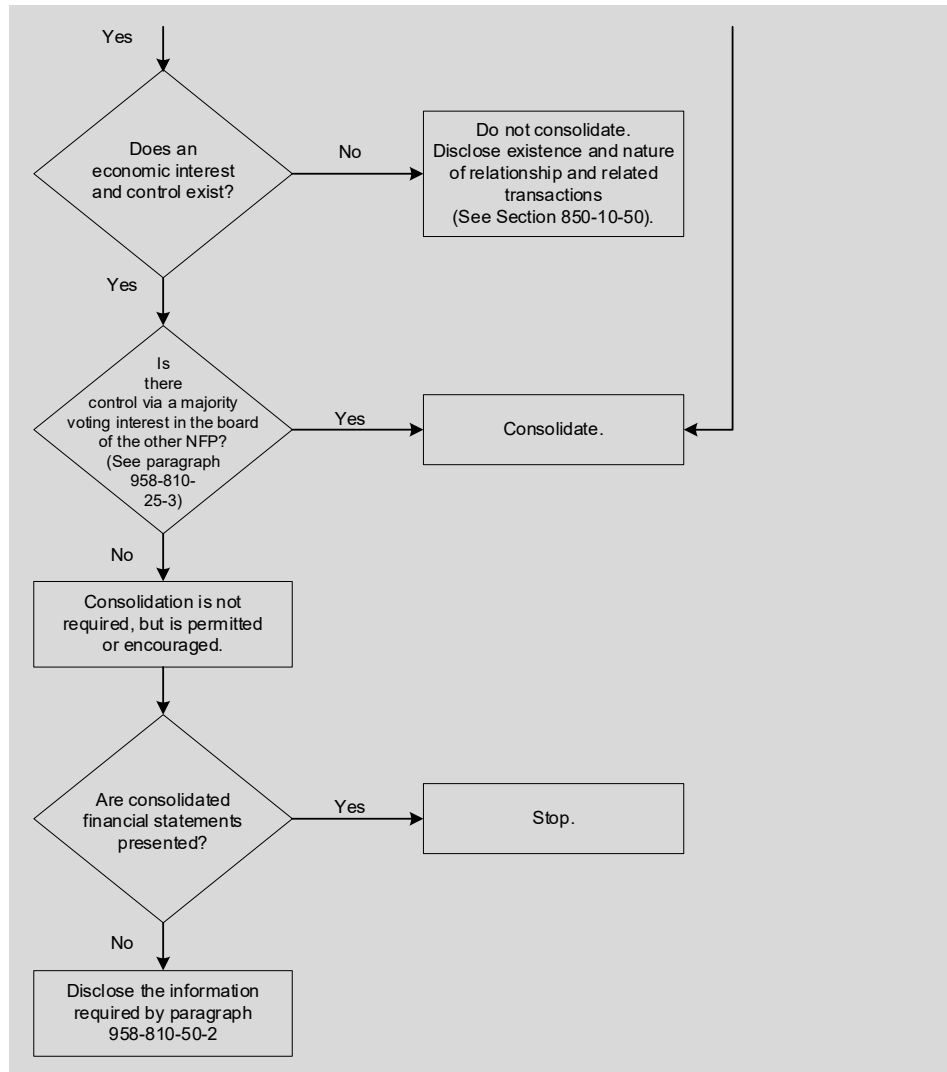 Yes
Does an
economic interest
and control exist?
No
Do not consolidate.
Disclose existence and nature
of relationship and related
transactions
(See Section 850-10-50).
Yes
Is
there
control via a majority
voting interest in the board
of the other NFP?
(See paragraph
958-810-
25-3)
Yes
Consolidate.
No
Consolidation is not
required, but is permitted
or encouraged.
Are consolidated
financial statements
presented?
Yes
Stop.
No
Disclose the information
required by paragraph
958-810-50-2